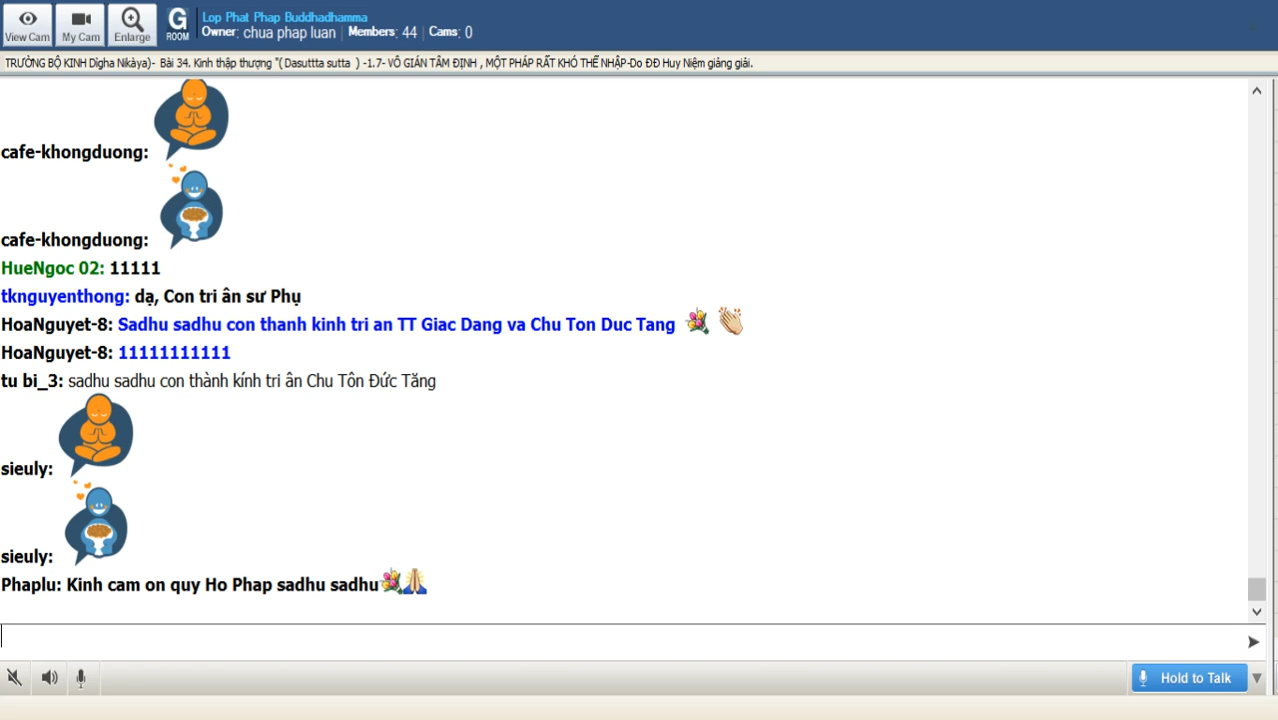 View Cam
My Cam
Enlarge
G
ROOM
Lop Phat Phap Buddhadhamma
Owner: chua phap luan | Members: 44 | Cams: 0
TRƯỜNG BỘ KINH Dìgha Nikàya)- Bài 34. Kinh thập thượng "( Dasuttta sutta ) -1.7- VÔ GIÁN TÂM ĐỊNH , MỘT PHÁP RẤT KHÓ THỂ NHẬP-Do ĐĐ Huy Niệm giảng giải.
cafe-khongduong:
cafe-khongduong:
HueNgoc 02: 11111
tknguyenthong: dạ, Con tri ân sư Phụ
HoaNguyet-8: Sadhu sadhu con thanh kinh tri an TT Giac Dang va Chu Ton Duc Tang
HoaNguyet-8: 11111111111
tu bi_3: sadhu sadhu con thành kính tri ân Chu Tôn Đức Tăng
sieuly:
sieuly:
Phaplu: Kinh cam on quy Ho Phap sadhu sadhu
Hold to Talk